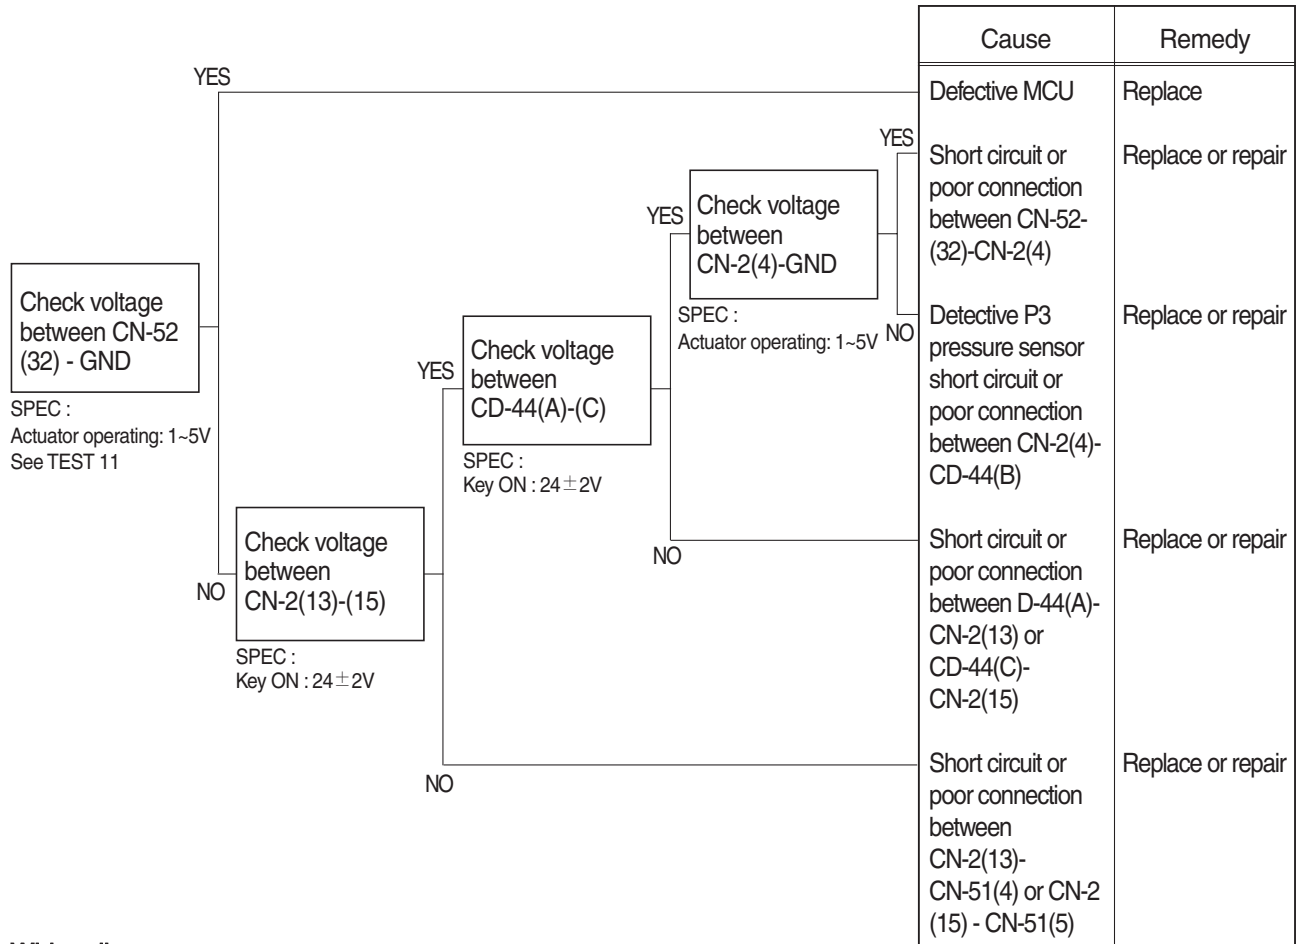 Cause
Remedy
YES
Defective MCU
Replace
YES
Short circuit or
poor connection
between CN-52-
(32)-CN-2(4)
Replace or repair
YES
Check voltage
between
CN-2(4)-GND
SPEC :
Actuator operating: 1~5V
NO
Detective P3
pressure sensor
short circuit or
poor connection
between CN-2(4)-
CD-44(B)
Replace or repair
Check voltage
between CN-52
(32) - GND
SPEC :
Actuator operating: 1~5V
See TEST 11
YES
Check voltage
between
CD-44(A)-(C)
SPEC :
Key ON : 24±2V
NO
Short circuit or
poor connection
between D-44(A)-
CN-2(13) or
CD-44(C)-
CN-2(15)
Replace or repair
NO
Check voltage
between
CN-2(13)-(15)
SPEC :
Key ON : 24±2V
NO
Short circuit or
poor connection
between
CN-2(13)-
CN-51(4) or CN-2
(15) - CN-51(5)
Replace or repair